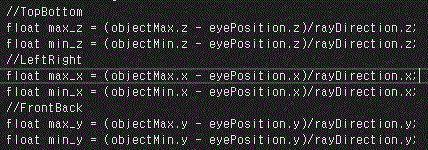 //TopBottom
float max_z = (objectMax.z - eyePosition.z)/rayDirection.z;
float min_z = (objectMin.z - eyePosition.z)/rayDirection.z;
//LeftRight
float max_x = (objectMax.x - eyePosition.x)/rayDirection.x;
float min_x = (objectMin.x - eyePosition.x)/rayDirection.x;
//FrontBack
float max_y = (objectMax.y - eyePosition.y)/rayDirection.y;
float min_y = (objectMin.y - eyePosition.y)/rayDirection.y;